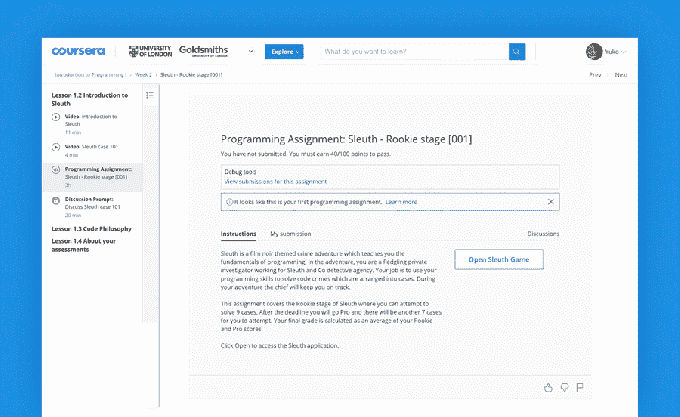 coursera
UNIVERSITY OF LONDON
Goldsmiths
UNIVERSITY OF LONDON
Explore
What do you want to learn?
Yuko
Introduction to Programming I > Week 2 > Sleuth - Rookie stage [001]
Prev
Next
Lesson 1.2 Introduction to
Sleuth
Video: Introduction to
Sleuth
11 min
Video: Sleuth case 101
4 min
Programming Assignment:
Sleuth - Rookie stage [001]
3h
Discussion Prompt:
Discuss Sleuth case 101
20 min
Lesson 1.3 Code Philosophy
Lesson 1.4 About your
assessments
Programming Assignment: Sleuth - Rookie stage [001]
You have not submitted. You must earn 40/100 points to pass.
Debug tools
View submissions for this assignment
It looks like this is your first programming assignment. Learn more
Instructions
My submission
Discussions
Sleuth is a film noir themed crime adventure which teaches you the
fundamentals of programming. In the adventure, you are a fledgling private
investigator working for Sleuth and Co detective agency. Your job is to use your
programming skills to solve code crimes which are arranged into cases. During
your adventure the chief will keep you on track.
This assignment covers the Rookie stage of Sleuth where you can attempt to
solve 9 cases. After the deadline you will go Pro and there will be another 7 cases
for you to attempt. Your final grade is calculated as an average of your Rookie
and Pro scores.
Click Open to access the Sleuth application.
Open Sleuth Game